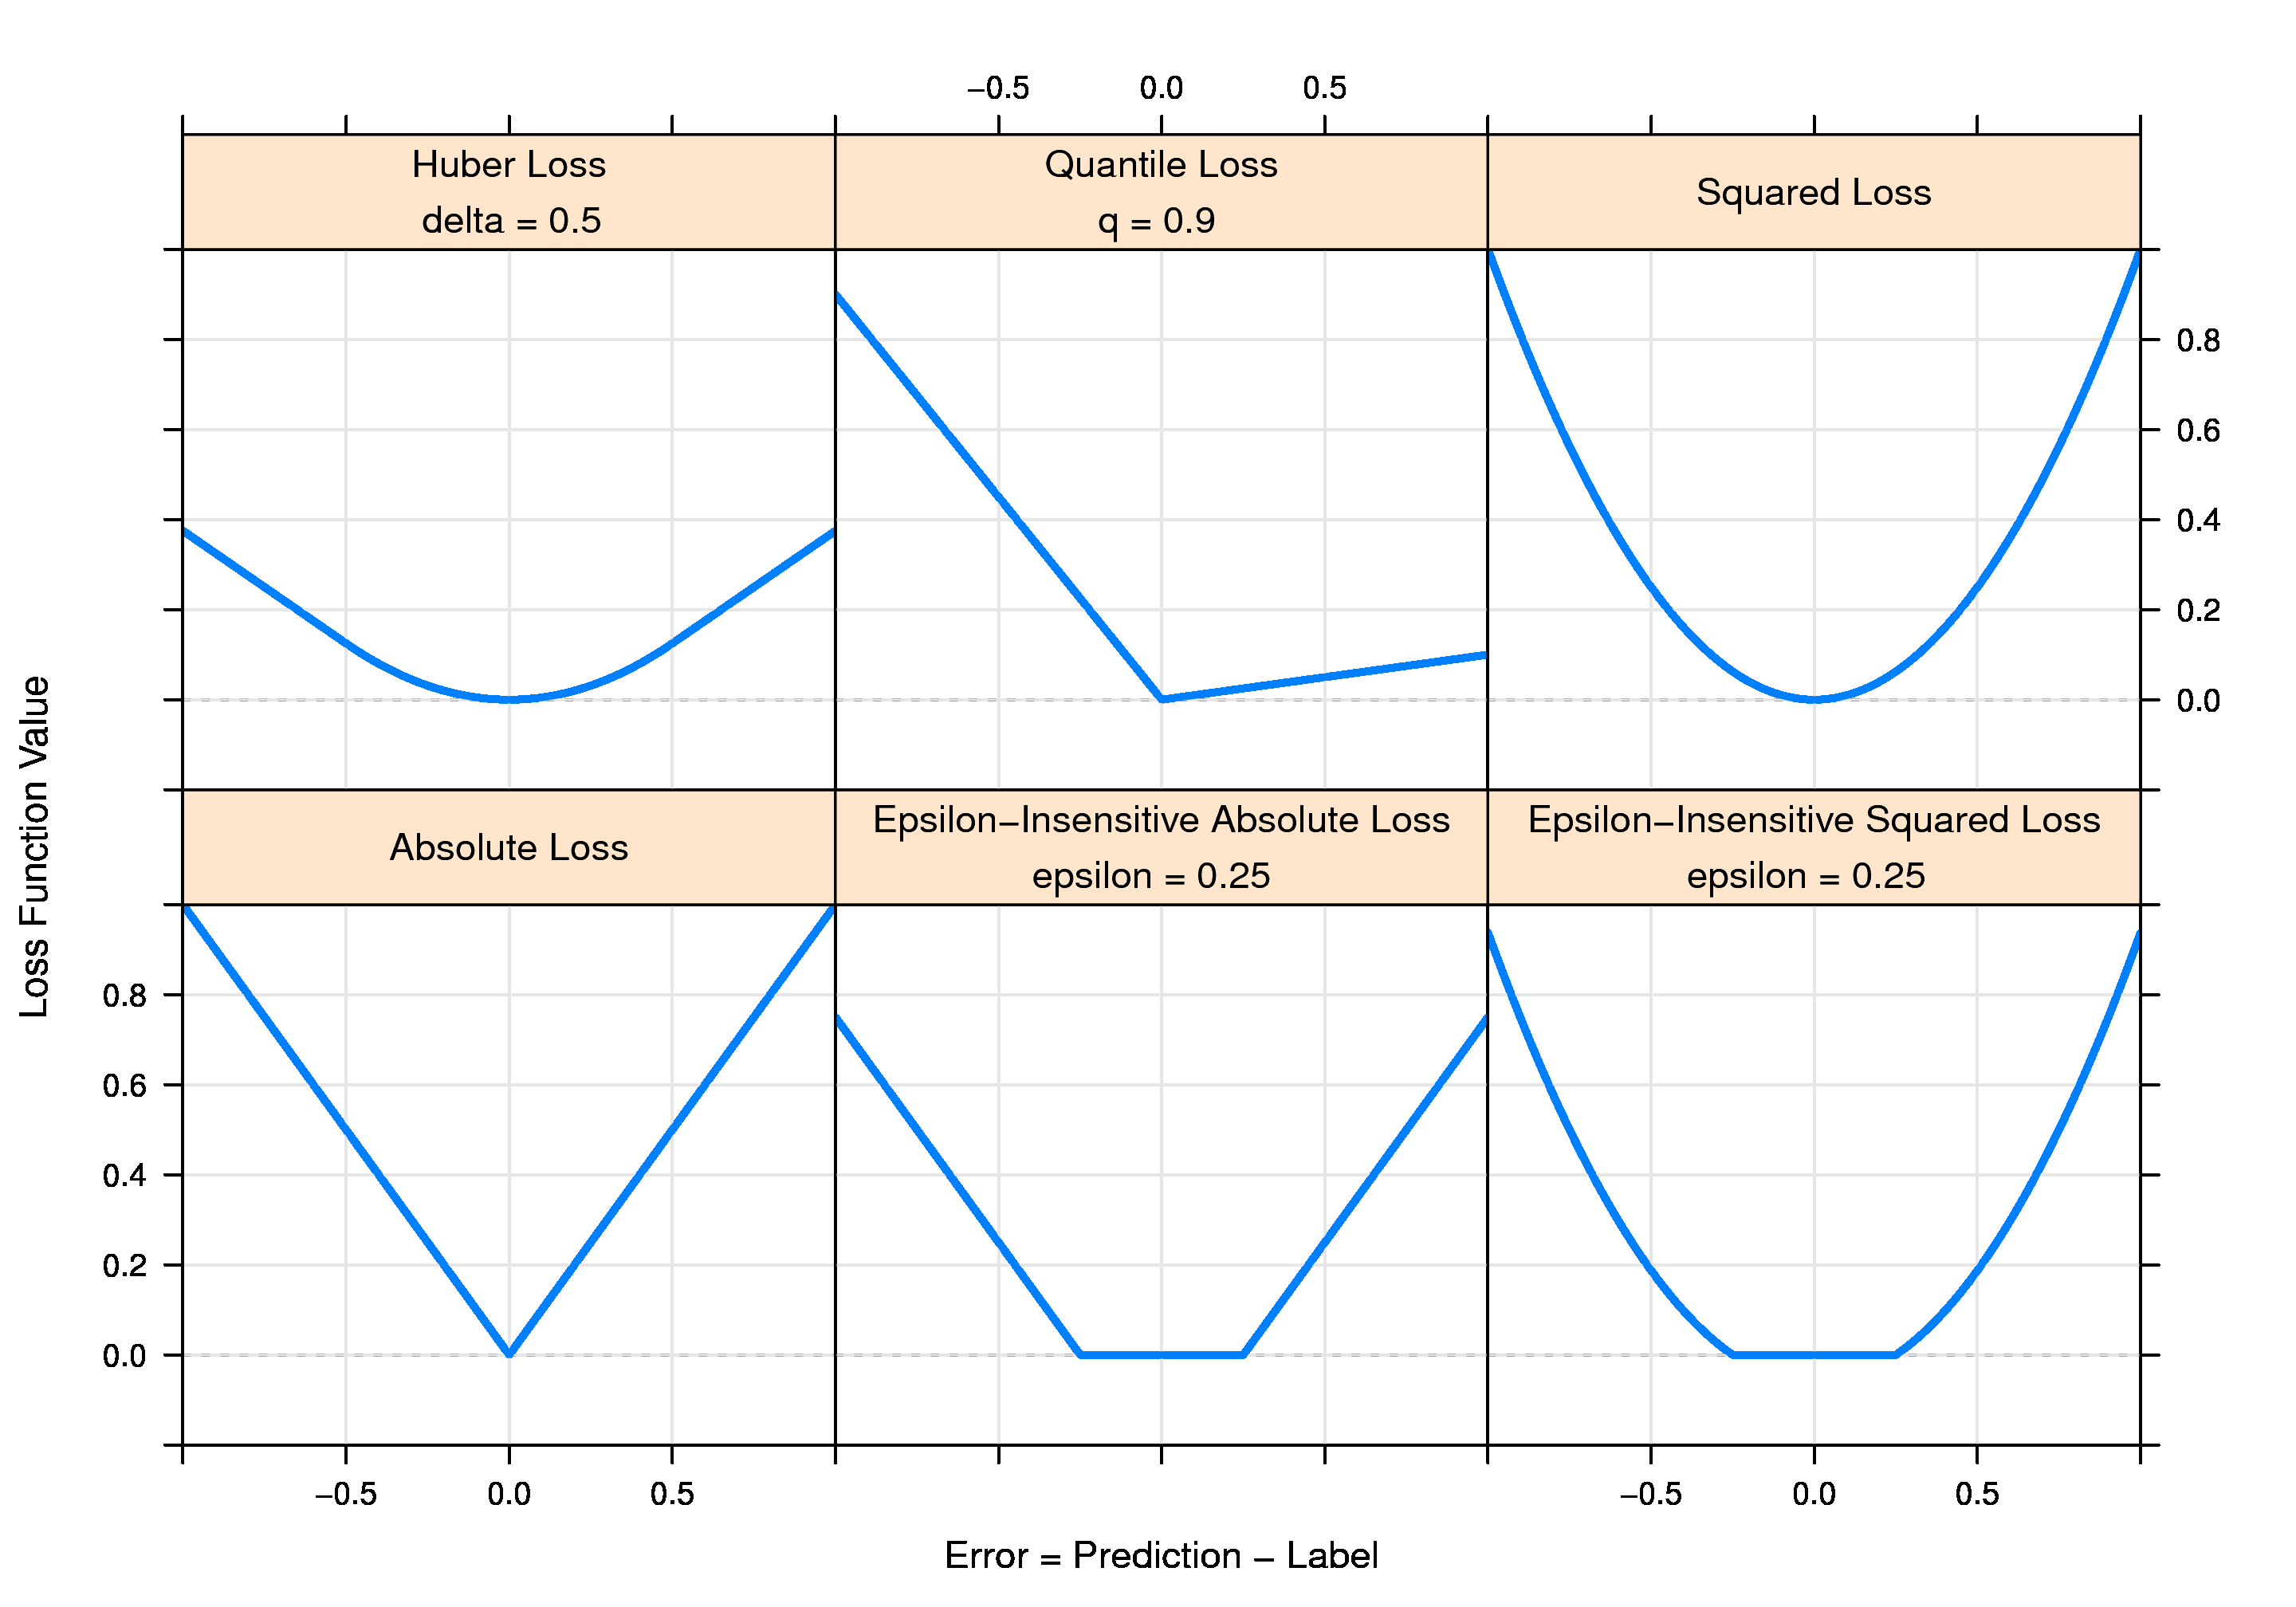 −0.5 0.0 0.5
Huber Loss
delta = 0.5
Quantile Loss
q = 0.9
Squared Loss
0.8
0.6
0.4
0.2
0.0
Loss Function Value
Absolute Loss
Epsilon−Insensitive Absolute Loss
epsilon = 0.25
Epsilon−Insensitive Squared Loss
epsilon = 0.25
0.8
0.6
0.4
0.2
0.0
−0.5 0.0 0.5
−0.5 0.0 0.5
Error = Prediction − Label